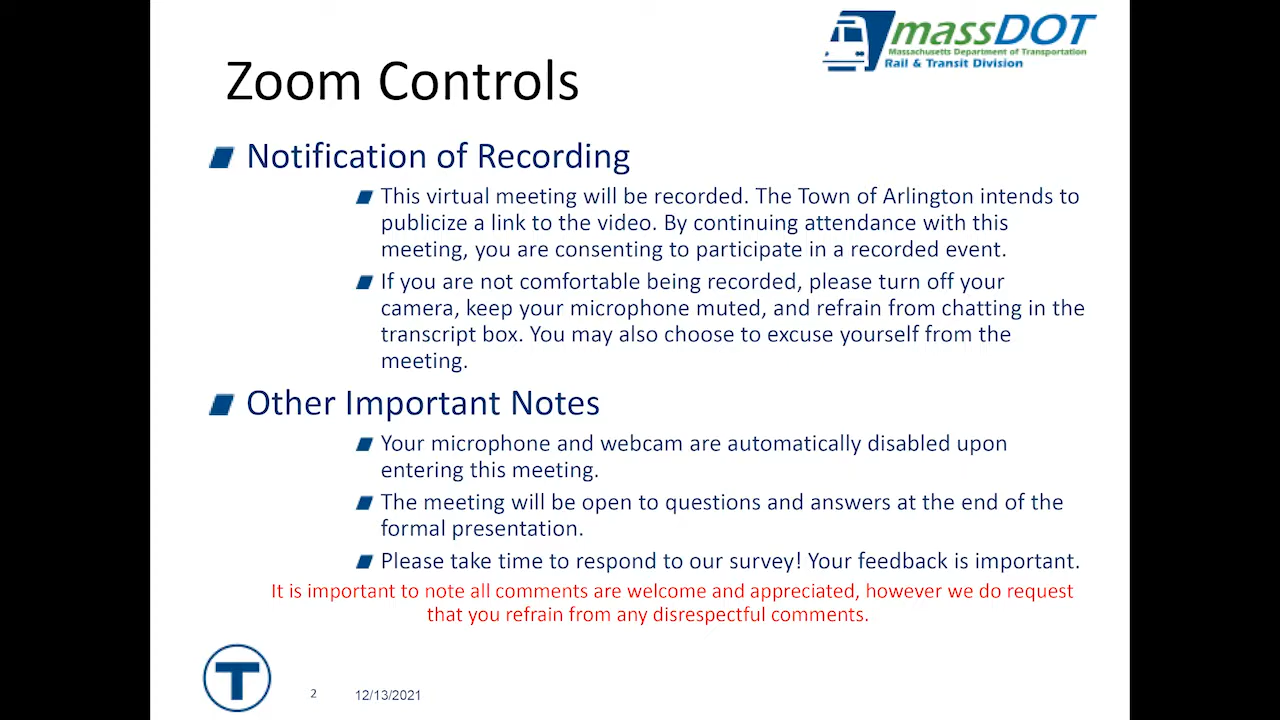 massDOT
Massachusetts Department of Transportation
Rail & Transit Division
Zoom Controls
Notification of Recording
This virtual meeting will be recorded. The Town of Arlington intends to
publicize a link to the video. By continuing attendance with this
meeting, you are consenting to participate in a recorded event.
If you are not comfortable being recorded, please turn off your
camera, keep your microphone muted, and refrain from chatting in the
transcript box. You may also choose to excuse yourself from the
meeting.
Other Important Notes
Your microphone and webcam are automatically disabled upon
entering this meeting.
The meeting will be open to questions and answers at the end of the
formal presentation.
Please take time to respond to our survey! Your feedback is important.
It is important to note all comments are welcome and appreciated, however we do request
that you refrain from any disrespectful comments.
T
2
12/13/2021